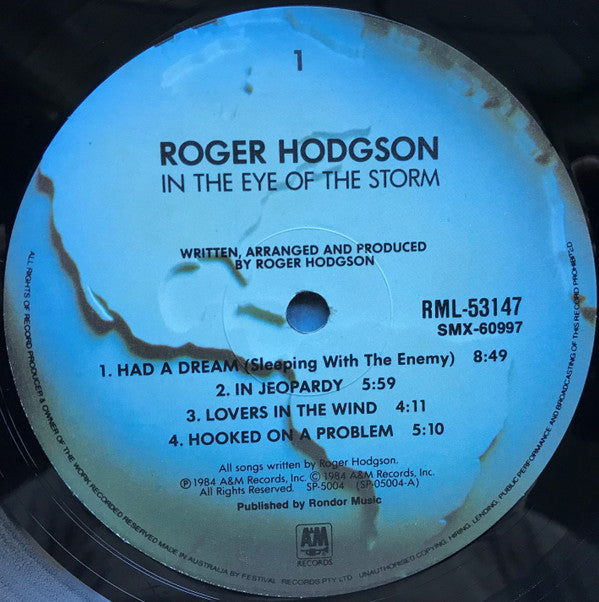 1
ROGER HODGSON
IN THE EYE OF THE STORM
WRITTEN, ARRANGED AND PRODUCED
BY ROGER HODGSON
RML-53147
SMX-60997
1. HAD A DREAM (Sleeping With The Enemy) 8:49
2. IN JEOPARDY 5:59
3. LOVERS IN THE WIND 4:11
4. HOOKED ON A PROBLEM 5:10
All songs written by Roger Hodgson.
℗ 1984 A&M Records, Inc. © 1984 A&M Records, Inc.
All Rights Reserved. SP-5004 (SP-05004-A)
Published by Rondor Music
A&M
RECORDS
ALL RIGHTS OF RECORD PRODUCER & OWNER OF THE WORK RECORDED RESERVED MADE IN AUSTRALIA BY FESTIVAL RECORDS PTY LTD UNAUTHORISED COPYING, HIRING, LENDING, PUBLIC PERFORMANCE AND BROADCASTING OF THIS RECORD PROHIBITED